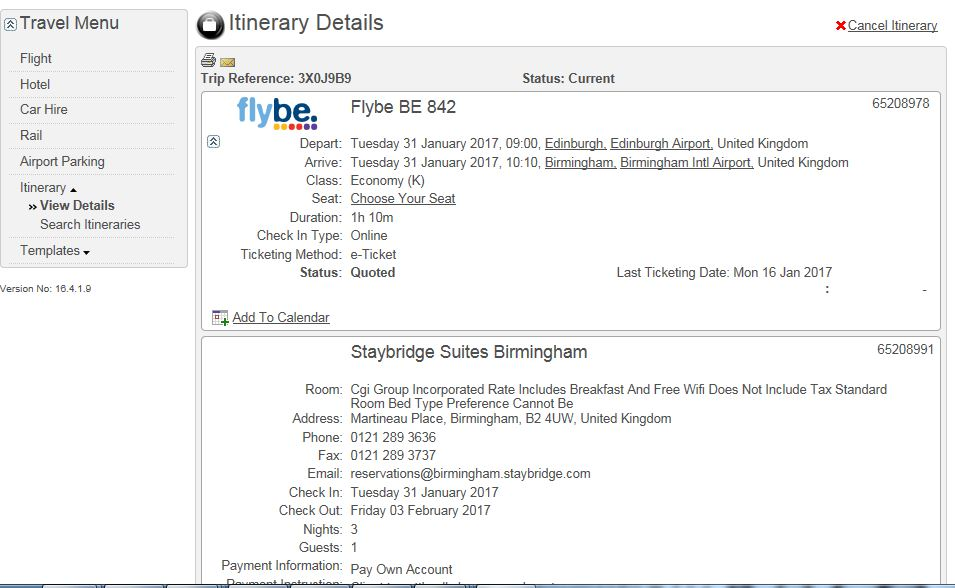 Travel Menu
Flight
Hotel
Car Hire
Rail
Airport Parking
Itinerary
» View Details
Search Itineraries
Templates
Version No: 16.4.1.9
Itinerary Details
Cancel Itinerary
Trip Reference: 3X0J9B9 Status: Current
flybe. Flybe BE 842 65208978
Depart: Tuesday 31 January 2017, 09:00, Edinburgh, Edinburgh Airport, United Kingdom
Arrive: Tuesday 31 January 2017, 10:10, Birmingham, Birmingham Intl Airport, United Kingdom
Class: Economy (K)
Seat: Choose Your Seat
Duration: 1h 10m
Check In Type: Online
Ticketing Method: e-Ticket
Status: Quoted Last Ticketing Date: Mon 16 Jan 2017
: -
Add To Calendar
Staybridge Suites Birmingham 65208991
Room: Cgi Group Incorporated Rate Includes Breakfast And Free Wifi Does Not Include Tax Standard
Room Bed Type Preference Cannot Be
Address: Martineau Place, Birmingham, B2 4UW, United Kingdom
Phone: 0121 289 3636
Fax: 0121 289 3737
Email: reservations@birmingham.staybridge.com
Check In: Tuesday 31 January 2017
Check Out: Friday 03 February 2017
Nights: 3
Guests: 1
Payment Information: Pay Own Account